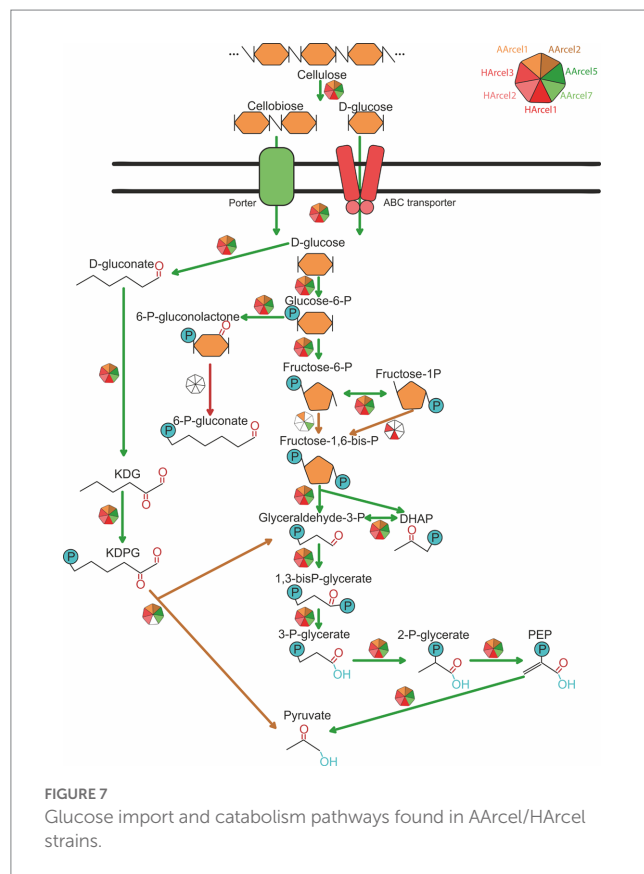 AArcel1
AArcel2
HArcel3
AArcel5
HArcel2
AArcel7
HArcel1
... ...
Cellulose
Cellobiose
D-glucose
Porter
ABC transporter
D-glucose
D-gluconate
O
Glucose-6-P
6-P-gluconolactone
P
O
P
Fructose-6-P
Fructose-1P
P
P
6-P-gluconate
P
O
Fructose-1,6-bis-P
P
P
KDG
O
O
Glyceraldehyde-3-P
DHAP
P
O
O
P
KDPG
P
O
O
1,3-bisP-glycerate
P
O
P
3-P-glycerate
2-P-glycerate
PEP
P
O
OH
P
O
OH
P
O
OH
Pyruvate
O
OH
FIGURE 7
Glucose import and catabolism pathways found in AArcel/HArcel
strains.